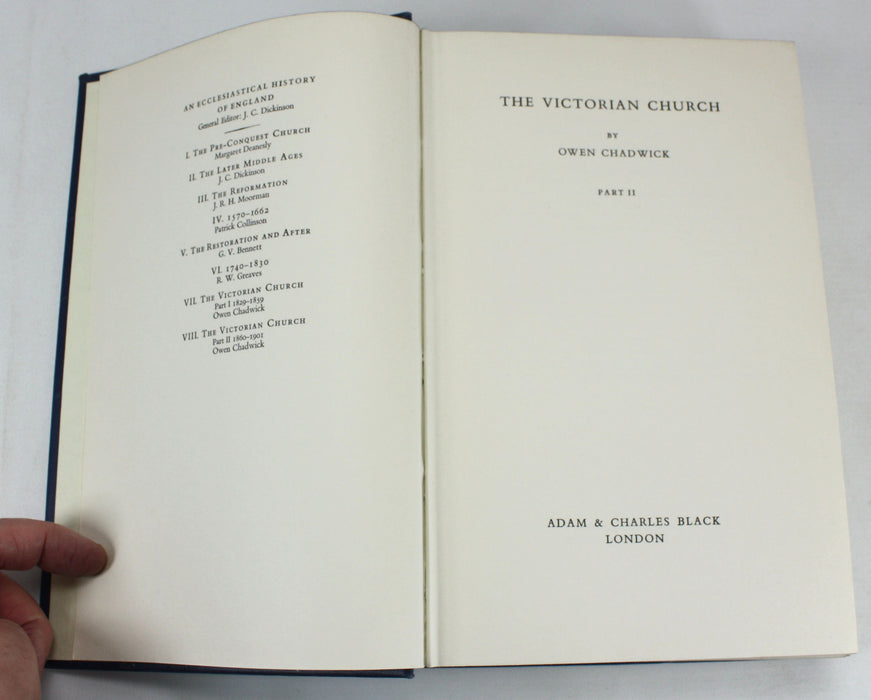 AN ECCLESIASTICAL HISTORY
OF ENGLAND
General Editor: J. C. Dickinson
I. THE PRE-CONQUEST CHURCH
Margaret Deanesly
II. THE LATER MIDDLE AGES
J. C. Dickinson
III. THE REFORMATION
J. R. H. Moorman
IV. 1570–1662
Patrick Collinson
V. THE RESTORATION AND AFTER
G. V. Bennett
VI. 1740–1830
R. W. Greaves
VII. THE VICTORIAN CHURCH
Part I 1829–1859
Owen Chadwick
VIII. THE VICTORIAN CHURCH
Part II 1860–1901
Owen Chadwick
THE VICTORIAN CHURCH
BY
OWEN CHADWICK
PART II
ADAM & CHARLES BLACK
LONDON